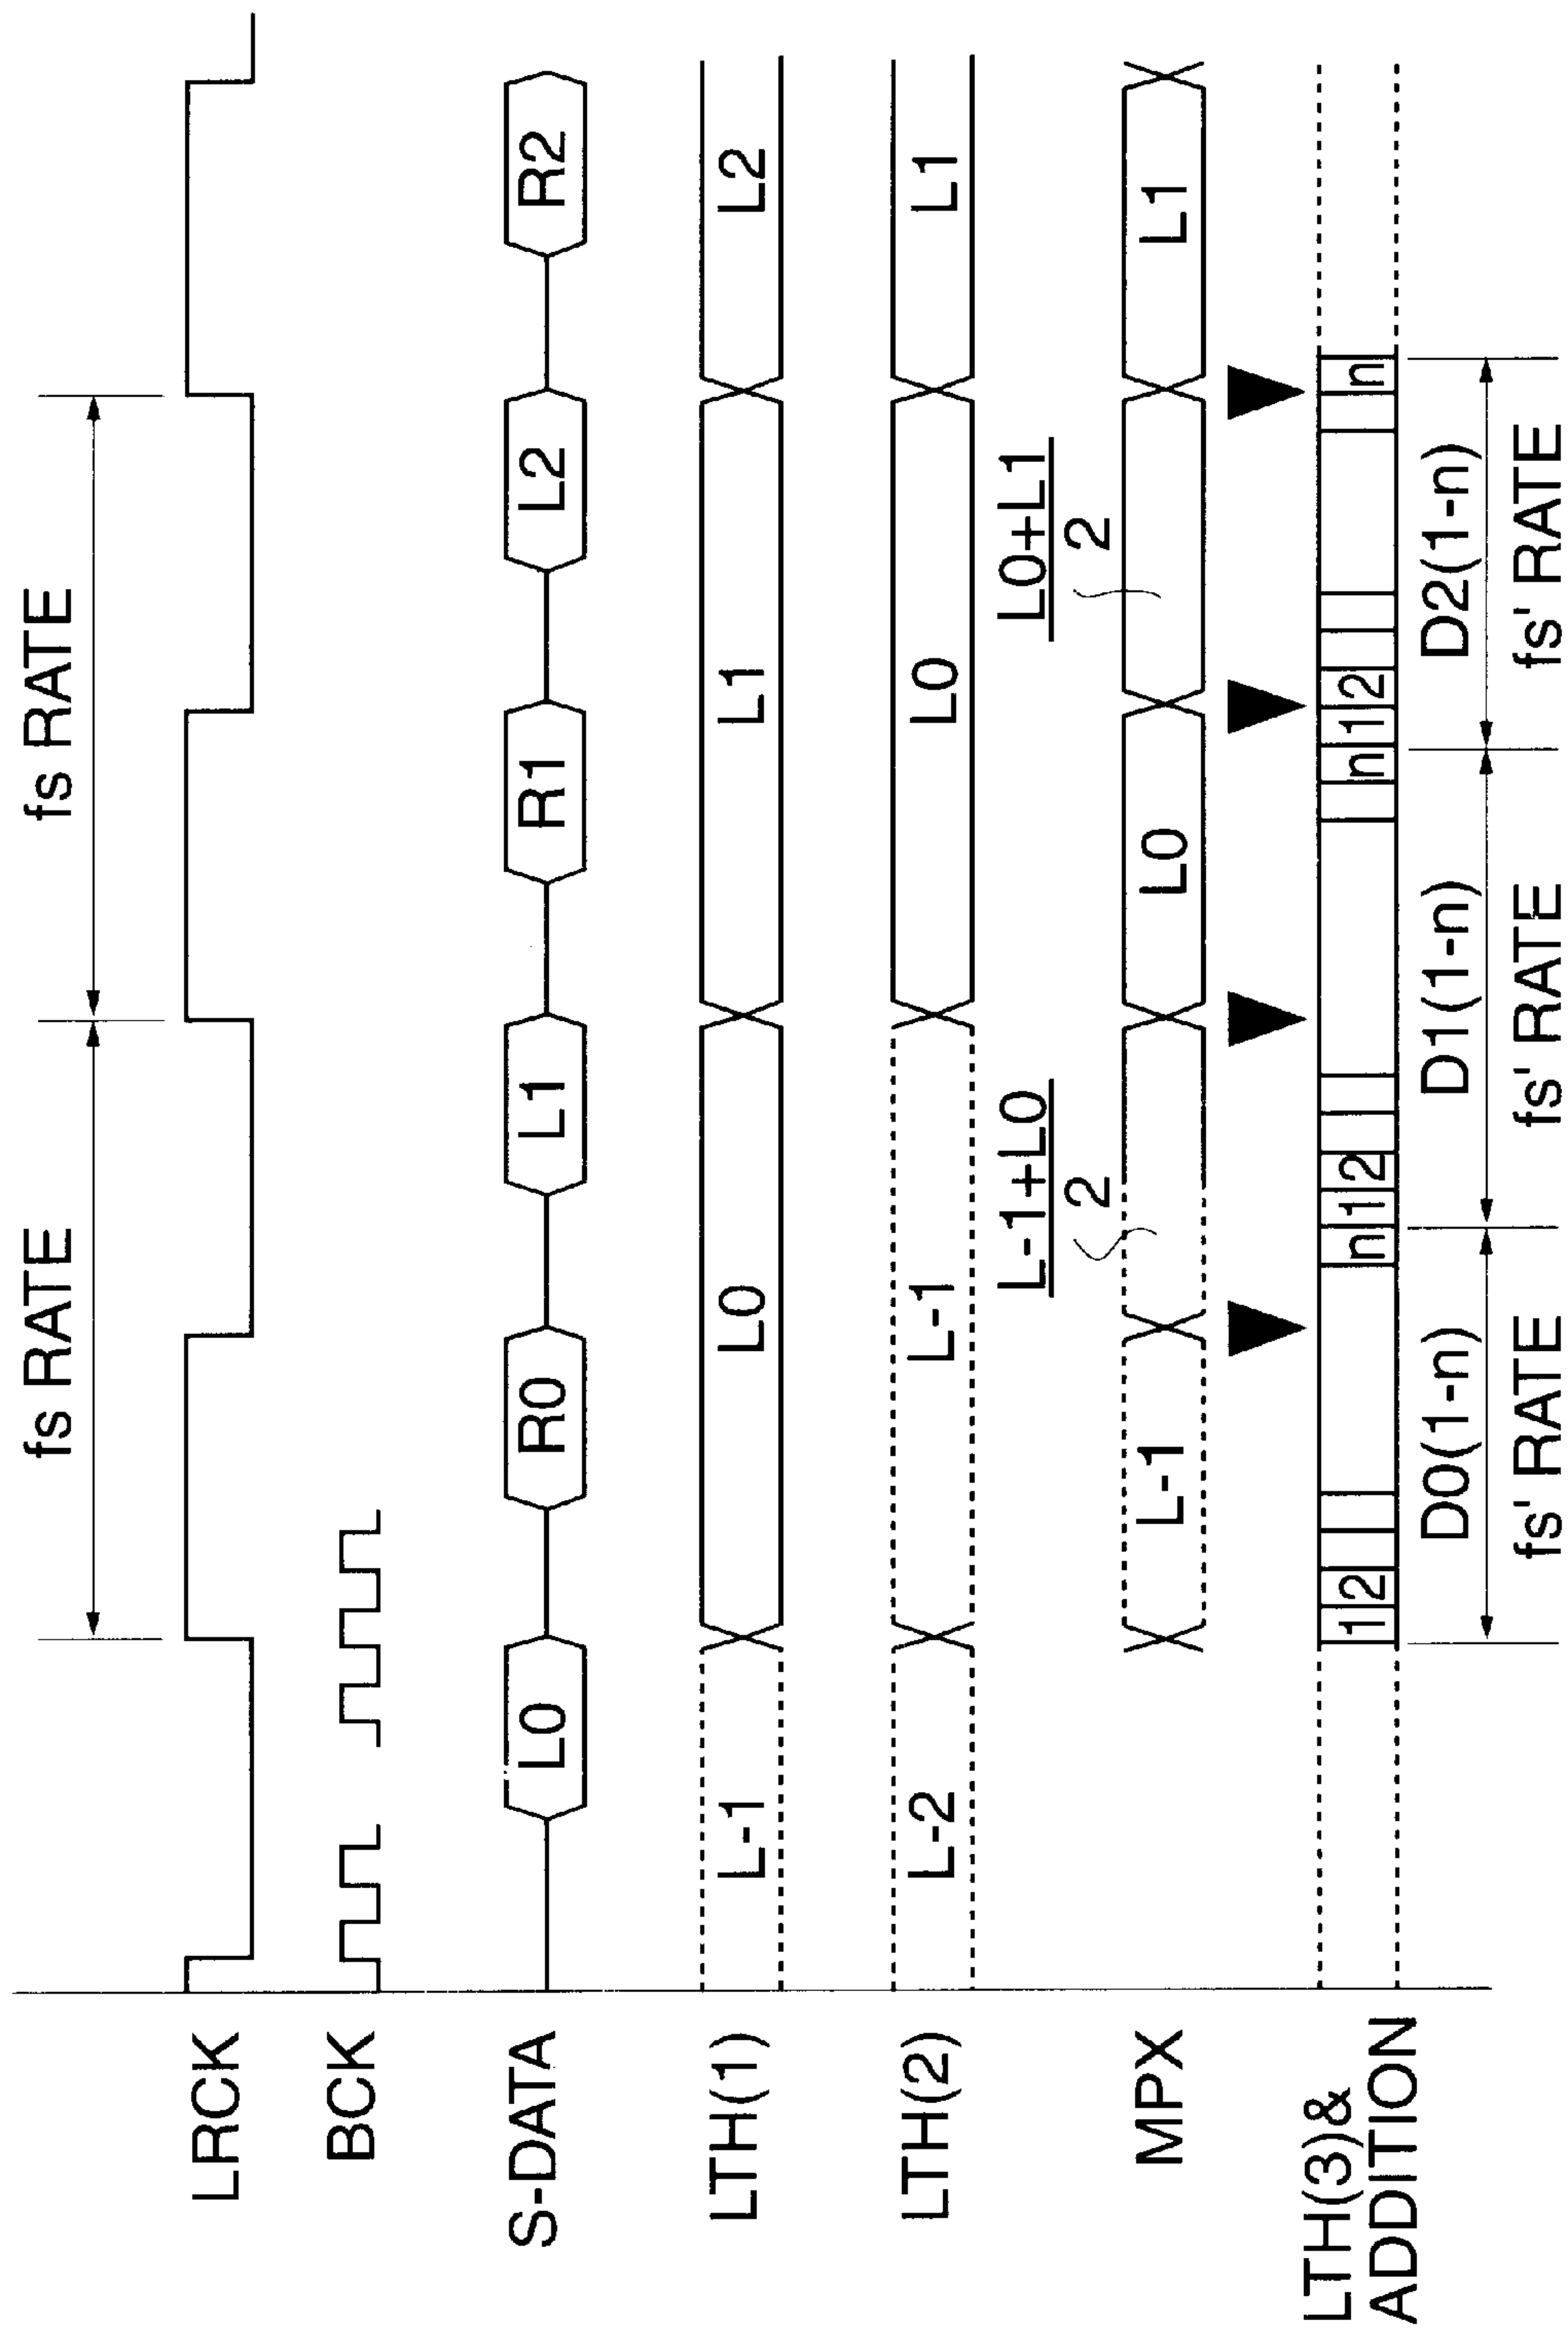 fs RATE
fs RATE
LRCK
BCK
S-DATA
L0
R0
L1
R1
L2
R2
LTH(1)
L-1
L0
L1
L2
LTH(2)
L-2
L-1
L0
L1
L-1+L0
2
L0+L1
2
MPX
L-1
L0
L1
LTH(3)&
ADDITION
1 2 n 1 2 n 1 2 n
D0(1-n) D1(1-n) D2(1-n)
fs' RATE fs' RATE fs' RATE